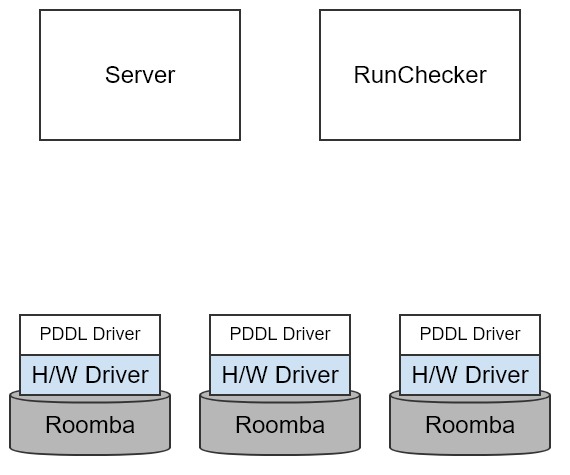 Server
RunChecker
PDDL Driver
PDDL Driver
PDDL Driver
H/W Driver
H/W Driver
H/W Driver
Roomba
Roomba
Roomba